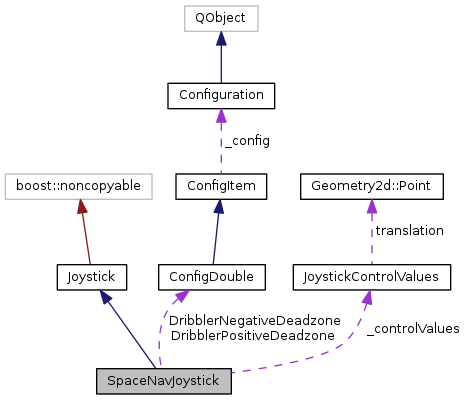 QObject
Configuration
_config
boost::noncopyable
ConfigItem
Geometry2d::Point
translation
Joystick
ConfigDouble
JoystickControlValues
DribblerNegativeDeadzone
DribblerPositiveDeadzone
_controlValues
SpaceNavJoystick